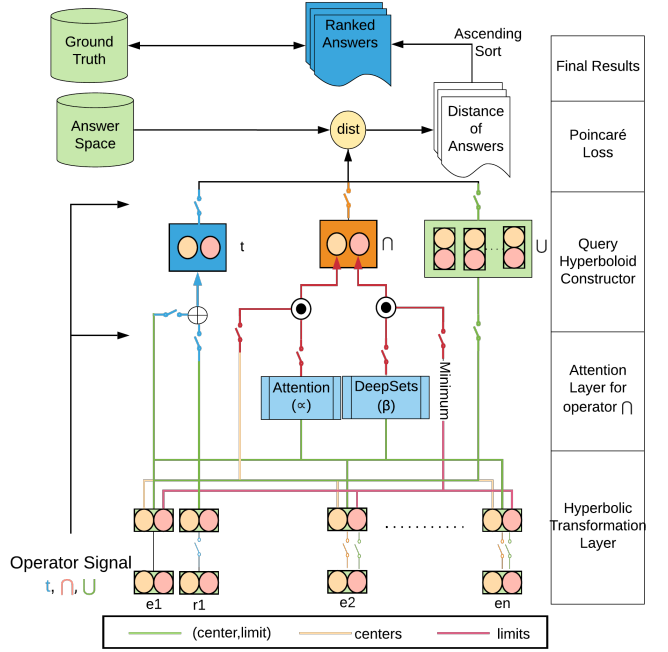 Ground
Truth
Ranked
Answers
Ascending
Sort
Final Results
Answer
Space
dist
Distance
of
Answers
Poincaré
Loss
t
⋂
⋃
Query
Hyperboloid
Constructor
Attention
(∝)
DeepSets
(β)
Minimum
Attention
Layer for
operator ⋂
Hyperbolic
Transformation
Layer
Operator Signal
t, ⋂, ⋃
e1
r1
e2
en
(center,limit)
centers
limits